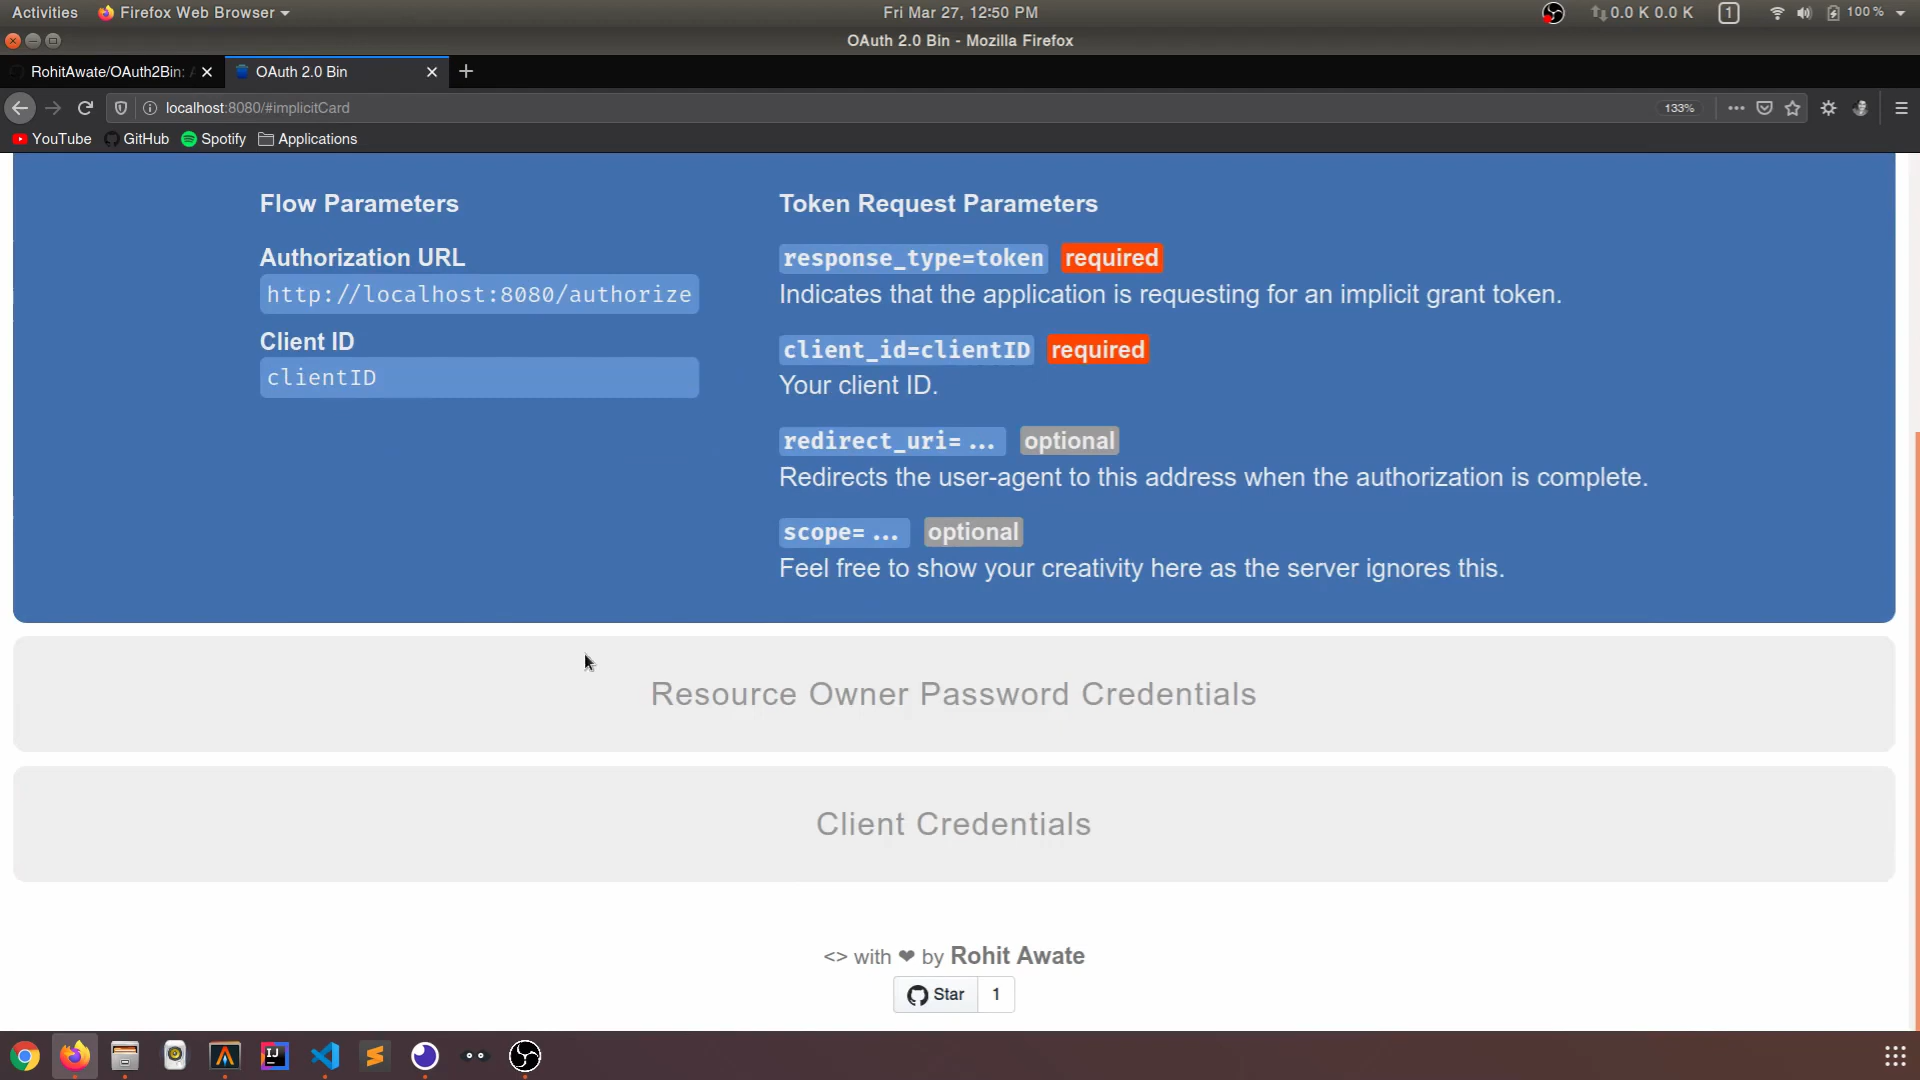 Activities
Firefox Web Browser
Fri Mar 27, 12:50 PM
0.0 K 0.0 K
1
100 %
OAuth 2.0 Bin - Mozilla Firefox
RohitAwate/OAuth2Bin:
OAuth 2.0 Bin
localhost:8080/#implicitCard
133%
YouTube
GitHub
Spotify
Applications
Flow Parameters
Authorization URL
http://localhost:8080/authorize
Client ID
clientID
Token Request Parameters
response_type=token required
Indicates that the application is requesting for an implicit grant token.
client_id=clientID required
Your client ID.
redirect_uri= ... optional
Redirects the user-agent to this address when the authorization is complete.
scope= ... optional
Feel free to show your creativity here as the server ignores this.
Resource Owner Password Credentials
Client Credentials
<> with ❤ by Rohit Awate
Star 1
IJ